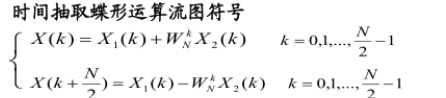 时间抽取蝶形运算流图符号
X(k) = X₁(k) + W_N^k X₂(k)    k = 0,1,..., N/2 − 1
X(k + N/2) = X₁(k) − W_N^k X₂(k)    k = 0,1,..., N/2 − 1